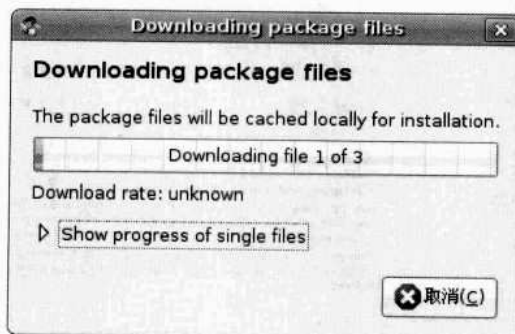 Downloading package files
Downloading package files
The package files will be cached locally for installation.
Downloading file 1 of 3
Download rate: unknown
Show progress of single files
取消(C)